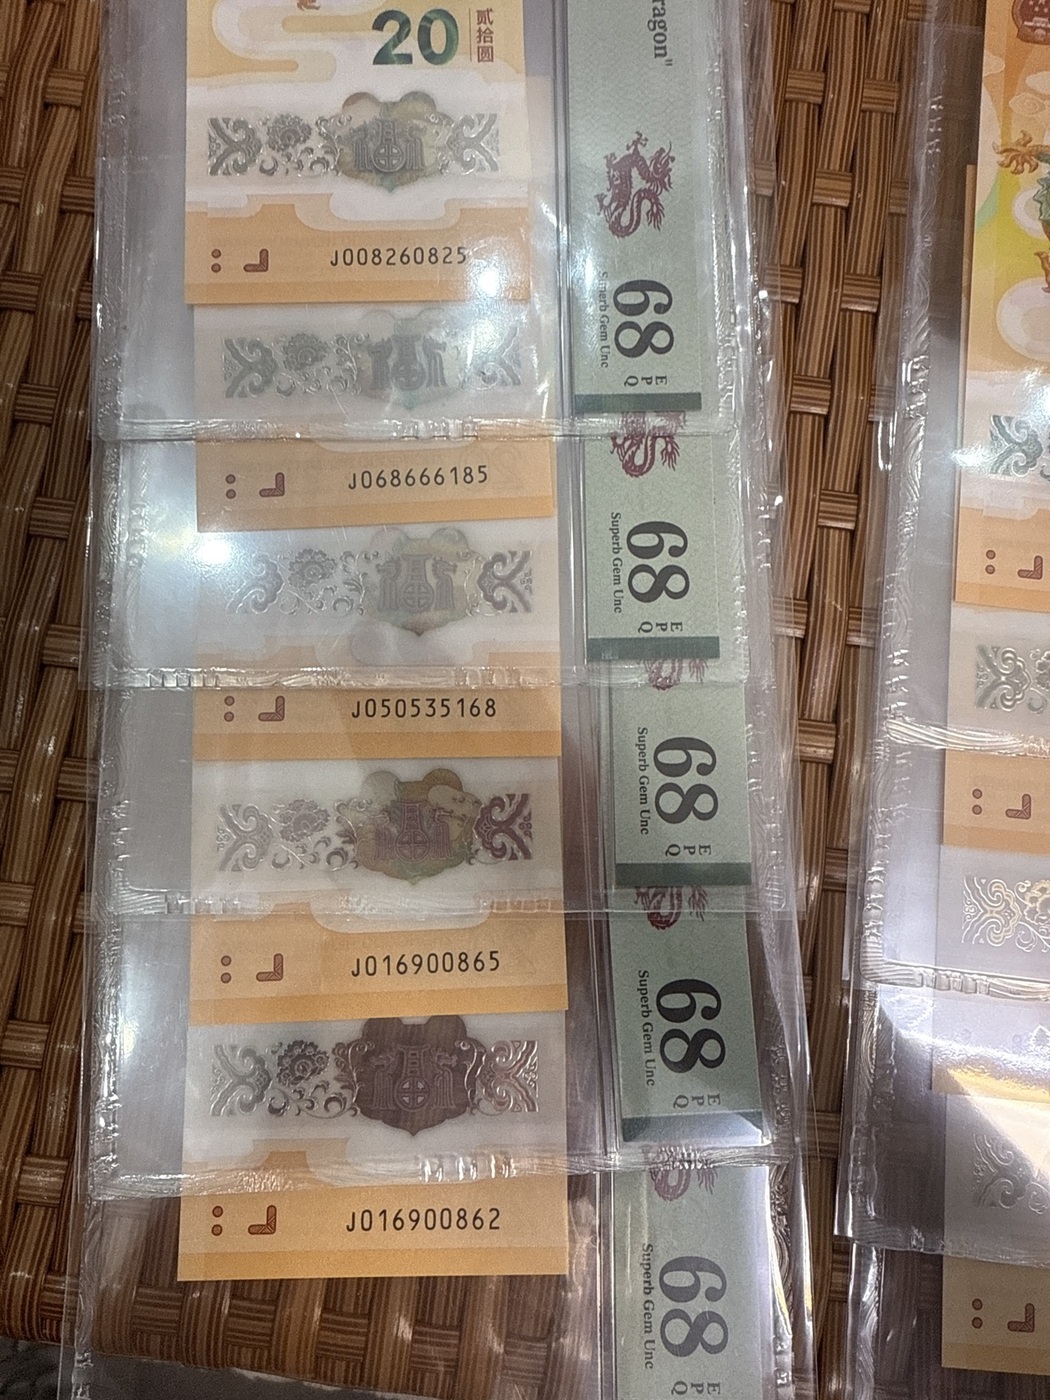 20
贰拾圆
J008260825
J068666185
J050535168
J016900865
J016900862
ragon"
68
EPQ
Superb Gem Unc
68
EPQ
Superb Gem Unc
68
EPQ
Superb Gem Unc
68
EPQ
Superb Gem Unc
68
EPQ
Superb Gem Unc